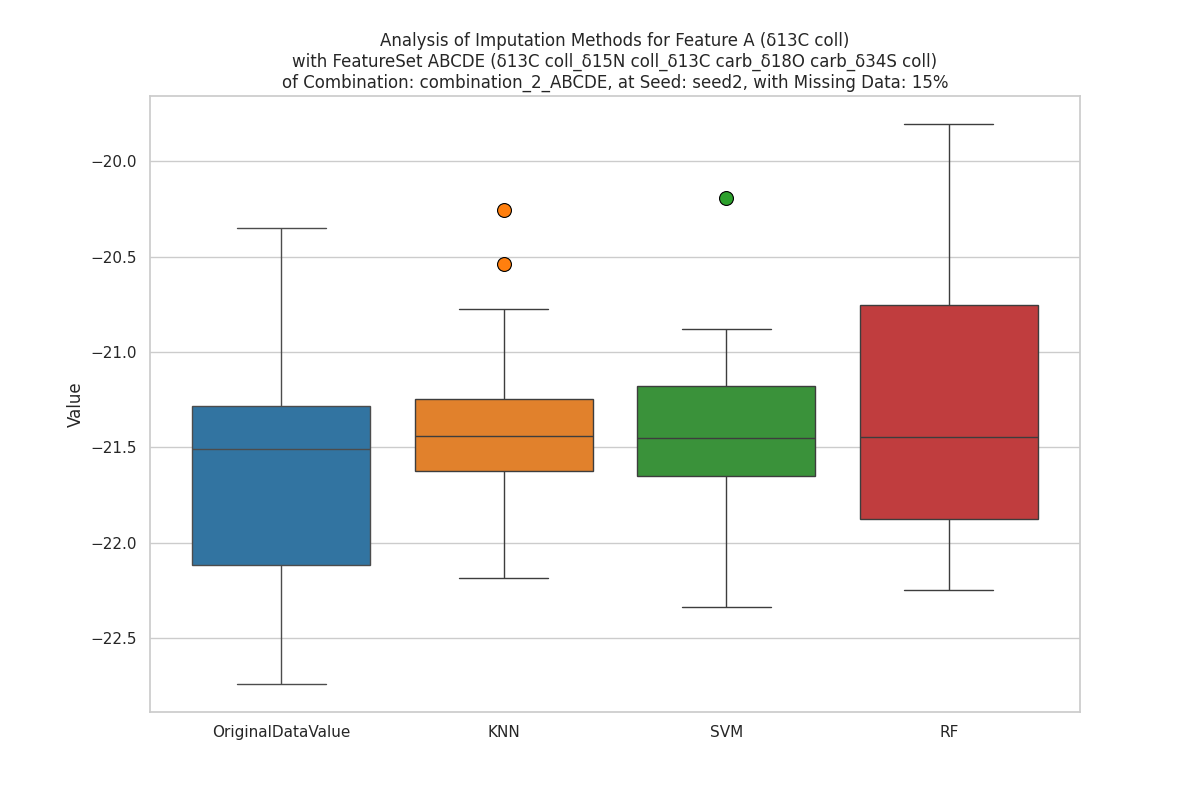 Analysis of Imputation Methods for Feature A (δ13C coll)
with FeatureSet ABCDE (δ13C coll_δ15N coll_δ13C carb_δ18O carb_δ34S coll)
of Combination: combination_2_ABCDE, at Seed: seed2, with Missing Data: 15%
−20.0
−20.5
−21.0
−21.5
−22.0
−22.5
Value
OriginalDataValue
KNN
SVM
RF